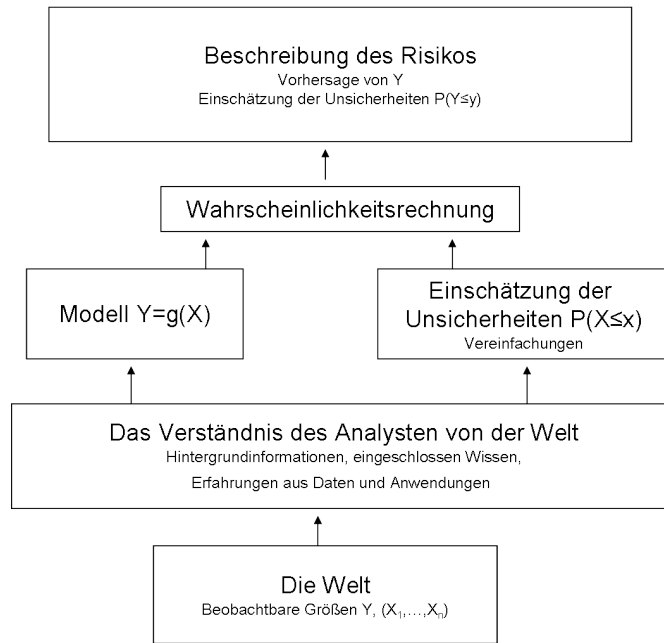 Beschreibung des Risikos
Vorhersage von Y
Einschätzung der Unsicherheiten P(Y≤y)
Wahrscheinlichkeitsrechnung
Modell Y=g(X)
Einschätzung der
Unsicherheiten P(X≤x)
Vereinfachungen
Das Verständnis des Analysten von der Welt
Hintergrundinformationen, eingeschlossen Wissen,
Erfahrungen aus Daten und Anwendungen
Die Welt
Beobachtbare Größen Y, (X₁,...,Xₙ)